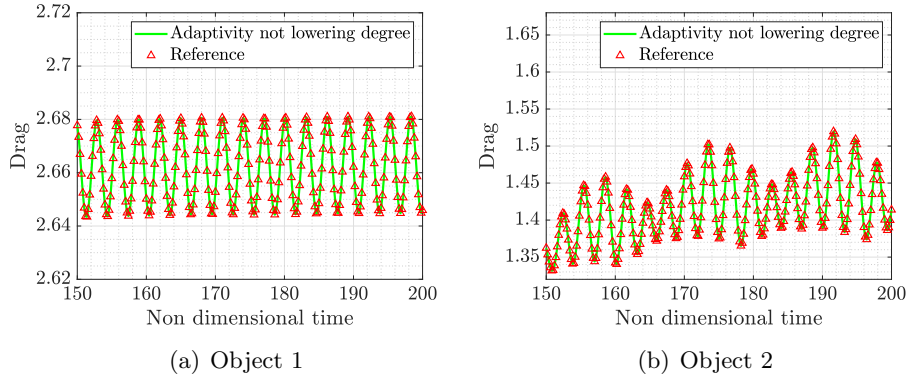 2.72
2.7
2.68
2.66
2.64
2.62
Drag
Adaptivity not lowering degree
Reference
150 160 170 180 190 200
Non dimensional time
(a) Object 1
1.65
1.6
1.55
1.5
1.45
1.4
1.35
Drag
Adaptivity not lowering degree
Reference
150 160 170 180 190 200
Non dimensional time
(b) Object 2